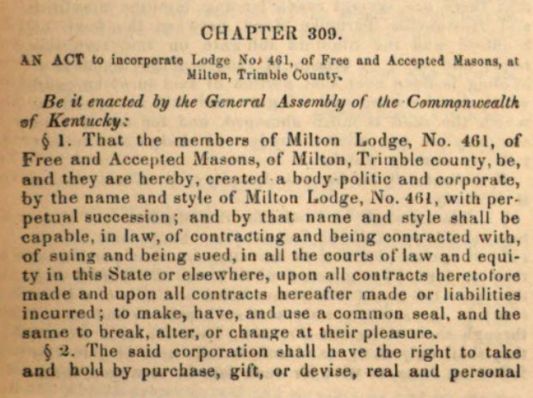 CHAPTER 309.
AN ACT to incorporate Lodge No. 461, of Free and Accepted Masons, at
Milton, Trimble County.
Be it enacted by the General Assembly of the Commonwealth
of Kentucky:
§ 1. That the members of Milton Lodge, No. 461, of
Free and Accepted Masons, of Milton, Trimble county, be,
and they are hereby, created a body politic and corporate,
by the name and style of Milton Lodge, No. 461, with per-
petual succession; and by that name and style shall be
capable, in law, of contracting and being contracted with,
of suing and being sued, in all the courts of law and equi-
ty in this State or elsewhere, upon all contracts heretofore
made and upon all contracts hereafter made or liabilities
incurred; to make, have, and use a common seal, and the
same to break, alter, or change at their pleasure.
§ 2. The said corporation shall have the right to take
and hold by purchase, gift, or devise, real and personal